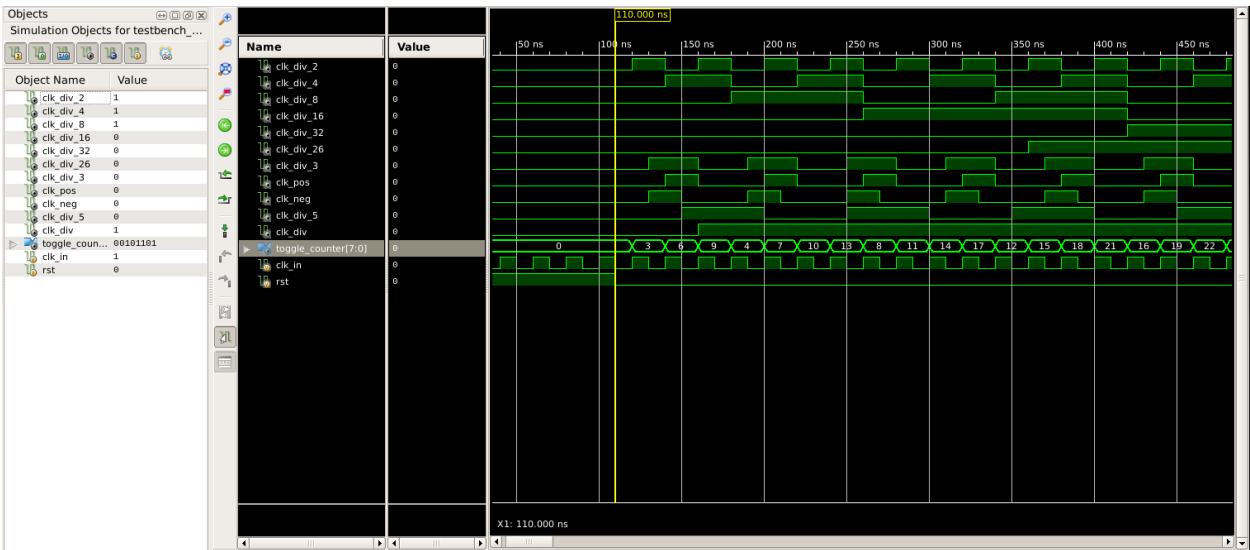 Objects
Simulation Objects for testbench_...
Object Name Value
clk_div_2 1
clk_div_4 1
clk_div_8 1
clk_div_16 0
clk_div_32 0
clk_div_26 0
clk_div_3 0
clk_pos 0
clk_neg 0
clk_div_5 0
clk_div 1
toggle_coun... 00101101
clk_in 1
rst 0
Name Value
clk_div_2 0
clk_div_4 0
clk_div_8 0
clk_div_16 0
clk_div_32 0
clk_div_26 0
clk_div_3 0
clk_pos 0
clk_neg 0
clk_div_5 0
clk_div 0
toggle_counter[7:0] 0
clk_in 0
rst 0
110.000 ns
50 ns 100 ns 150 ns 200 ns 250 ns 300 ns 350 ns 400 ns 450 ns
0 3 6 9 4 7 10 13 8 11 14 17 12 15 18 21 16 19 22
X1: 110.000 ns